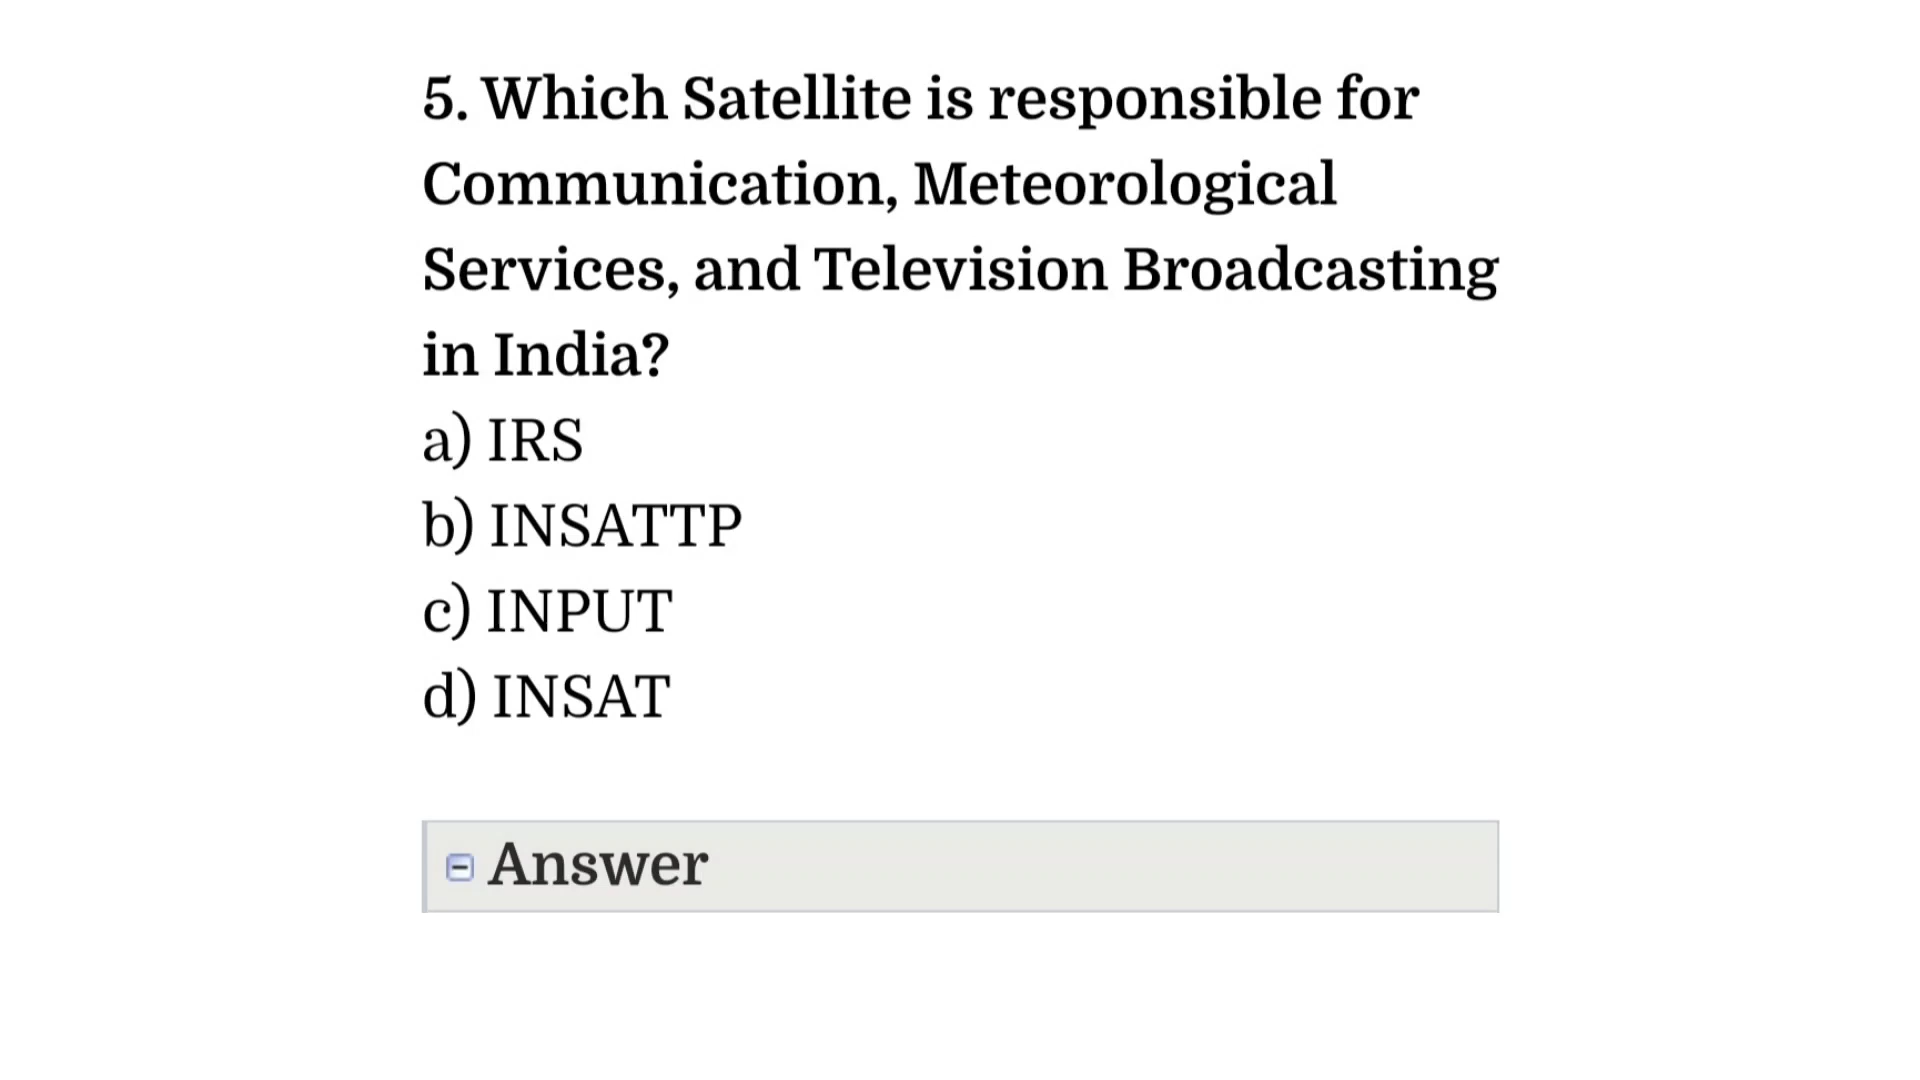 5. Which Satellite is responsible for
Communication, Meteorological
Services, and Television Broadcasting
in India?
a) IRS
b) INSATTP
c) INPUT
d) INSAT
Answer